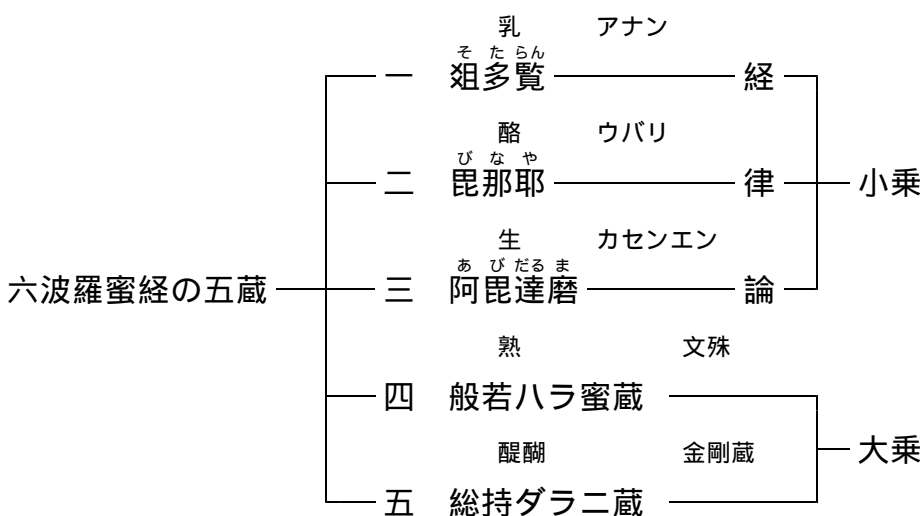 乳 アナン
そ た らん
一 爼多覧 経
酪 ウバリ
び な や
二 毘那耶 律 小乗
生 カセンエン
あ び だる ま
六波羅蜜経の五蔵 三 阿毘達磨 論
熟 文殊
四 般若ハラ蜜蔵
醍醐 金剛蔵 大乗
五 総持ダラニ蔵